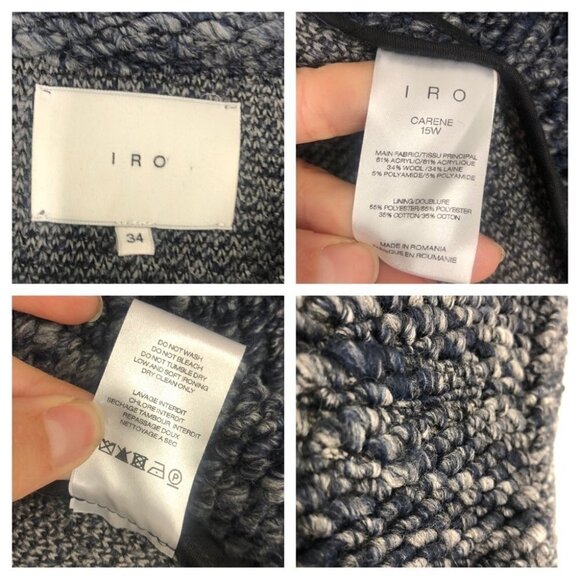 IRO
34
IRO
CARENE
15W
MAIN FABRIC/TISSU PRINCIPAL
61% ACRYLIC/61% ACRYLIC
34% WOOL/34% LAINE
5% POLYAMIDE/5% POLYAMIDE
LINING/DOUBLURE
65% POLYESTER/65% POLYESTER
35% COTTON/35% COTON
MADE IN ROMANIA
EN ROUMANIE
DO NOT WASH
DO NOT BLEACH
DO NOT TUMBLE DRY
LOW AND SOFT IRONING
DRY CLEAN ONLY
LAVAGE INTERDIT
CHLORE INTERDIT
SECHAGE TAMBOUR INTERDIT
REPASSAGE DOUX
NETTOYAGE A SEC
P